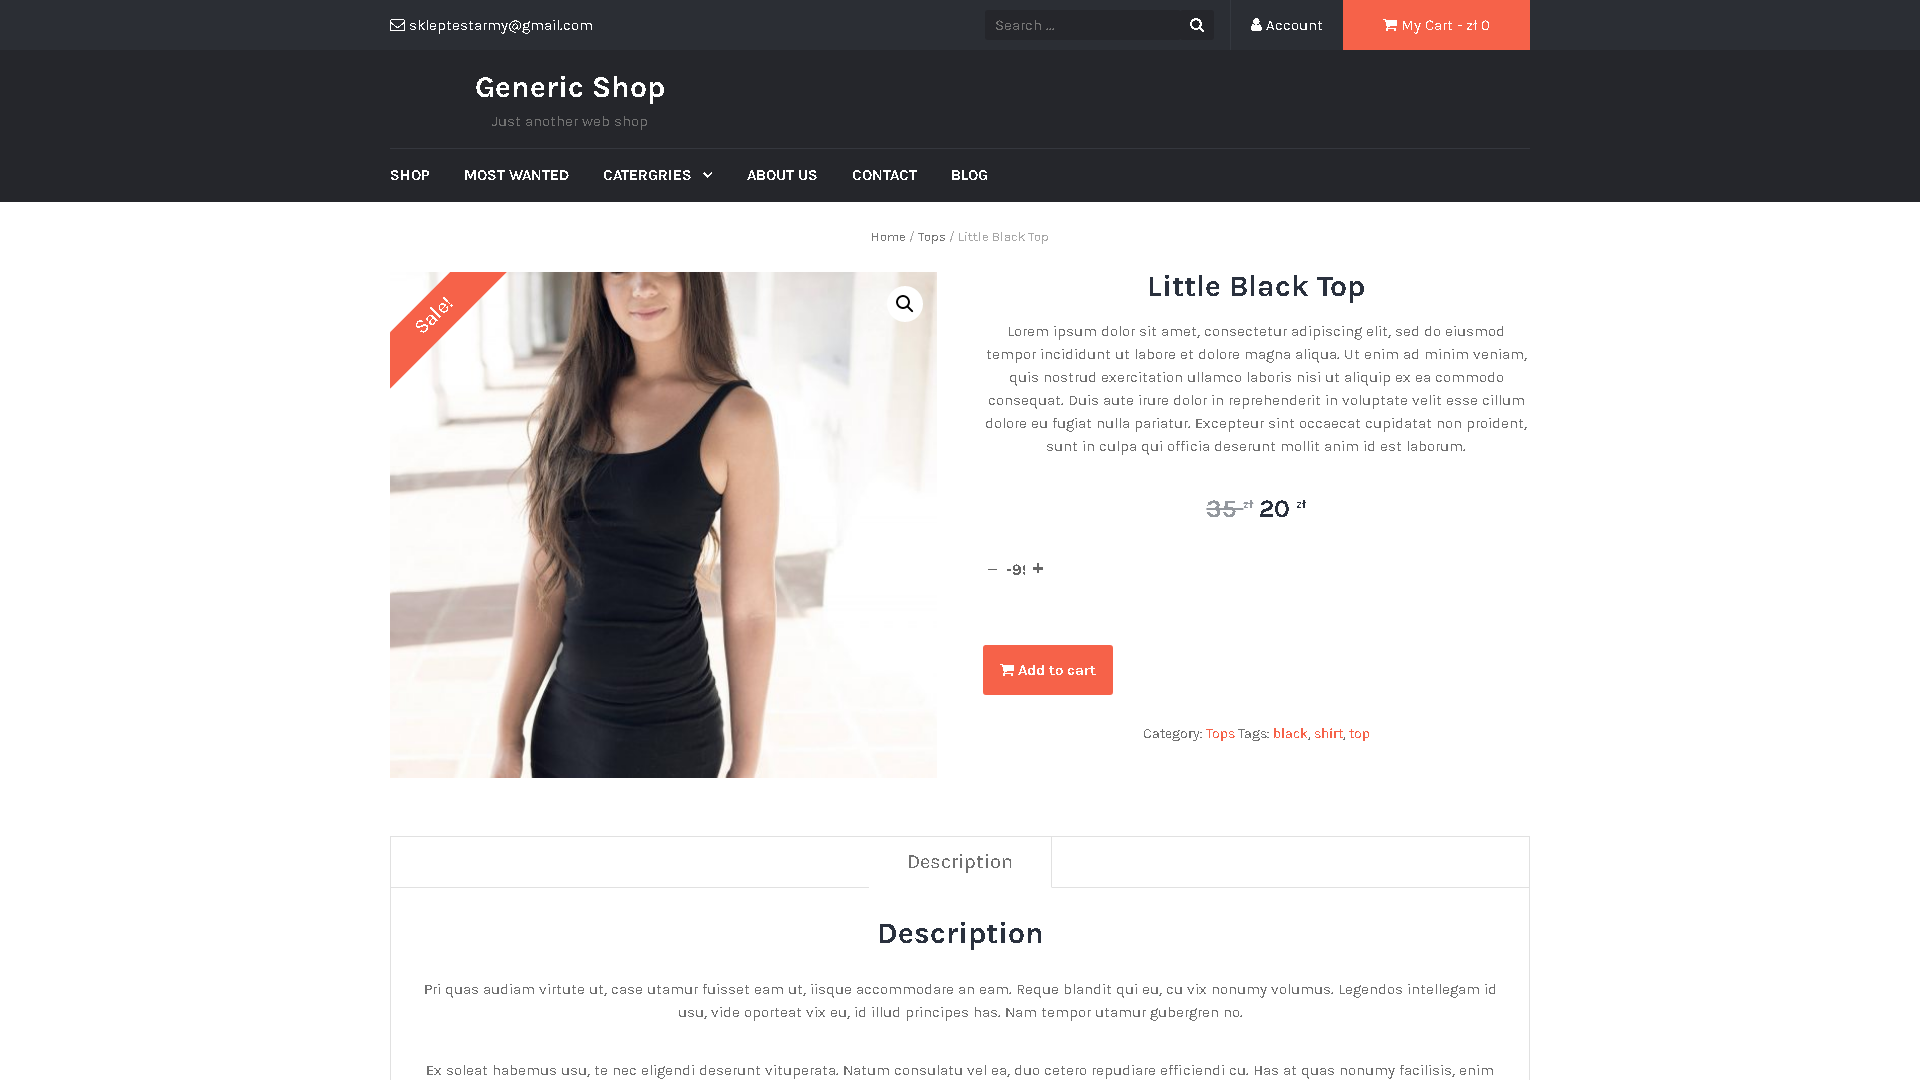 skleptestarmy@gmail.com
Search ...
Account
My Cart - zł 0
Generic Shop
Just another web shop
SHOP
MOST WANTED
CATERGRIES
ABOUT US
CONTACT
BLOG
Home / Tops / Little Black Top
Sale!
Little Black Top
Lorem ipsum dolor sit amet, consectetur adipiscing elit, sed do eiusmod
tempor incididunt ut labore et dolore magna aliqua. Ut enim ad minim veniam,
quis nostrud exercitation ullamco laboris nisi ut aliquip ex ea commodo
consequat. Duis aute irure dolor in reprehenderit in voluptate velit esse cillum
dolore eu fugiat nulla pariatur. Excepteur sint occaecat cupidatat non proident,
sunt in culpa qui officia deserunt mollit anim id est laborum.
35 zł 20 zł
− -9 +
Add to cart
Category: Tops Tags: black, shirt, top
Description
Description
Pri quas audiam virtute ut, case utamur fuisset eam ut, iisque accommodare an eam. Reque blandit qui eu, cu vix nonumy volumus. Legendos intellegam id
usu, vide oporteat vix eu, id illud principes has. Nam tempor utamur gubergren no.
Ex soleat habemus usu, te nec eligendi deserunt vituperata. Natum consulatu vel ea, duo cetero repudiare efficiendi cu. Has at quas nonumy facilisis, enim